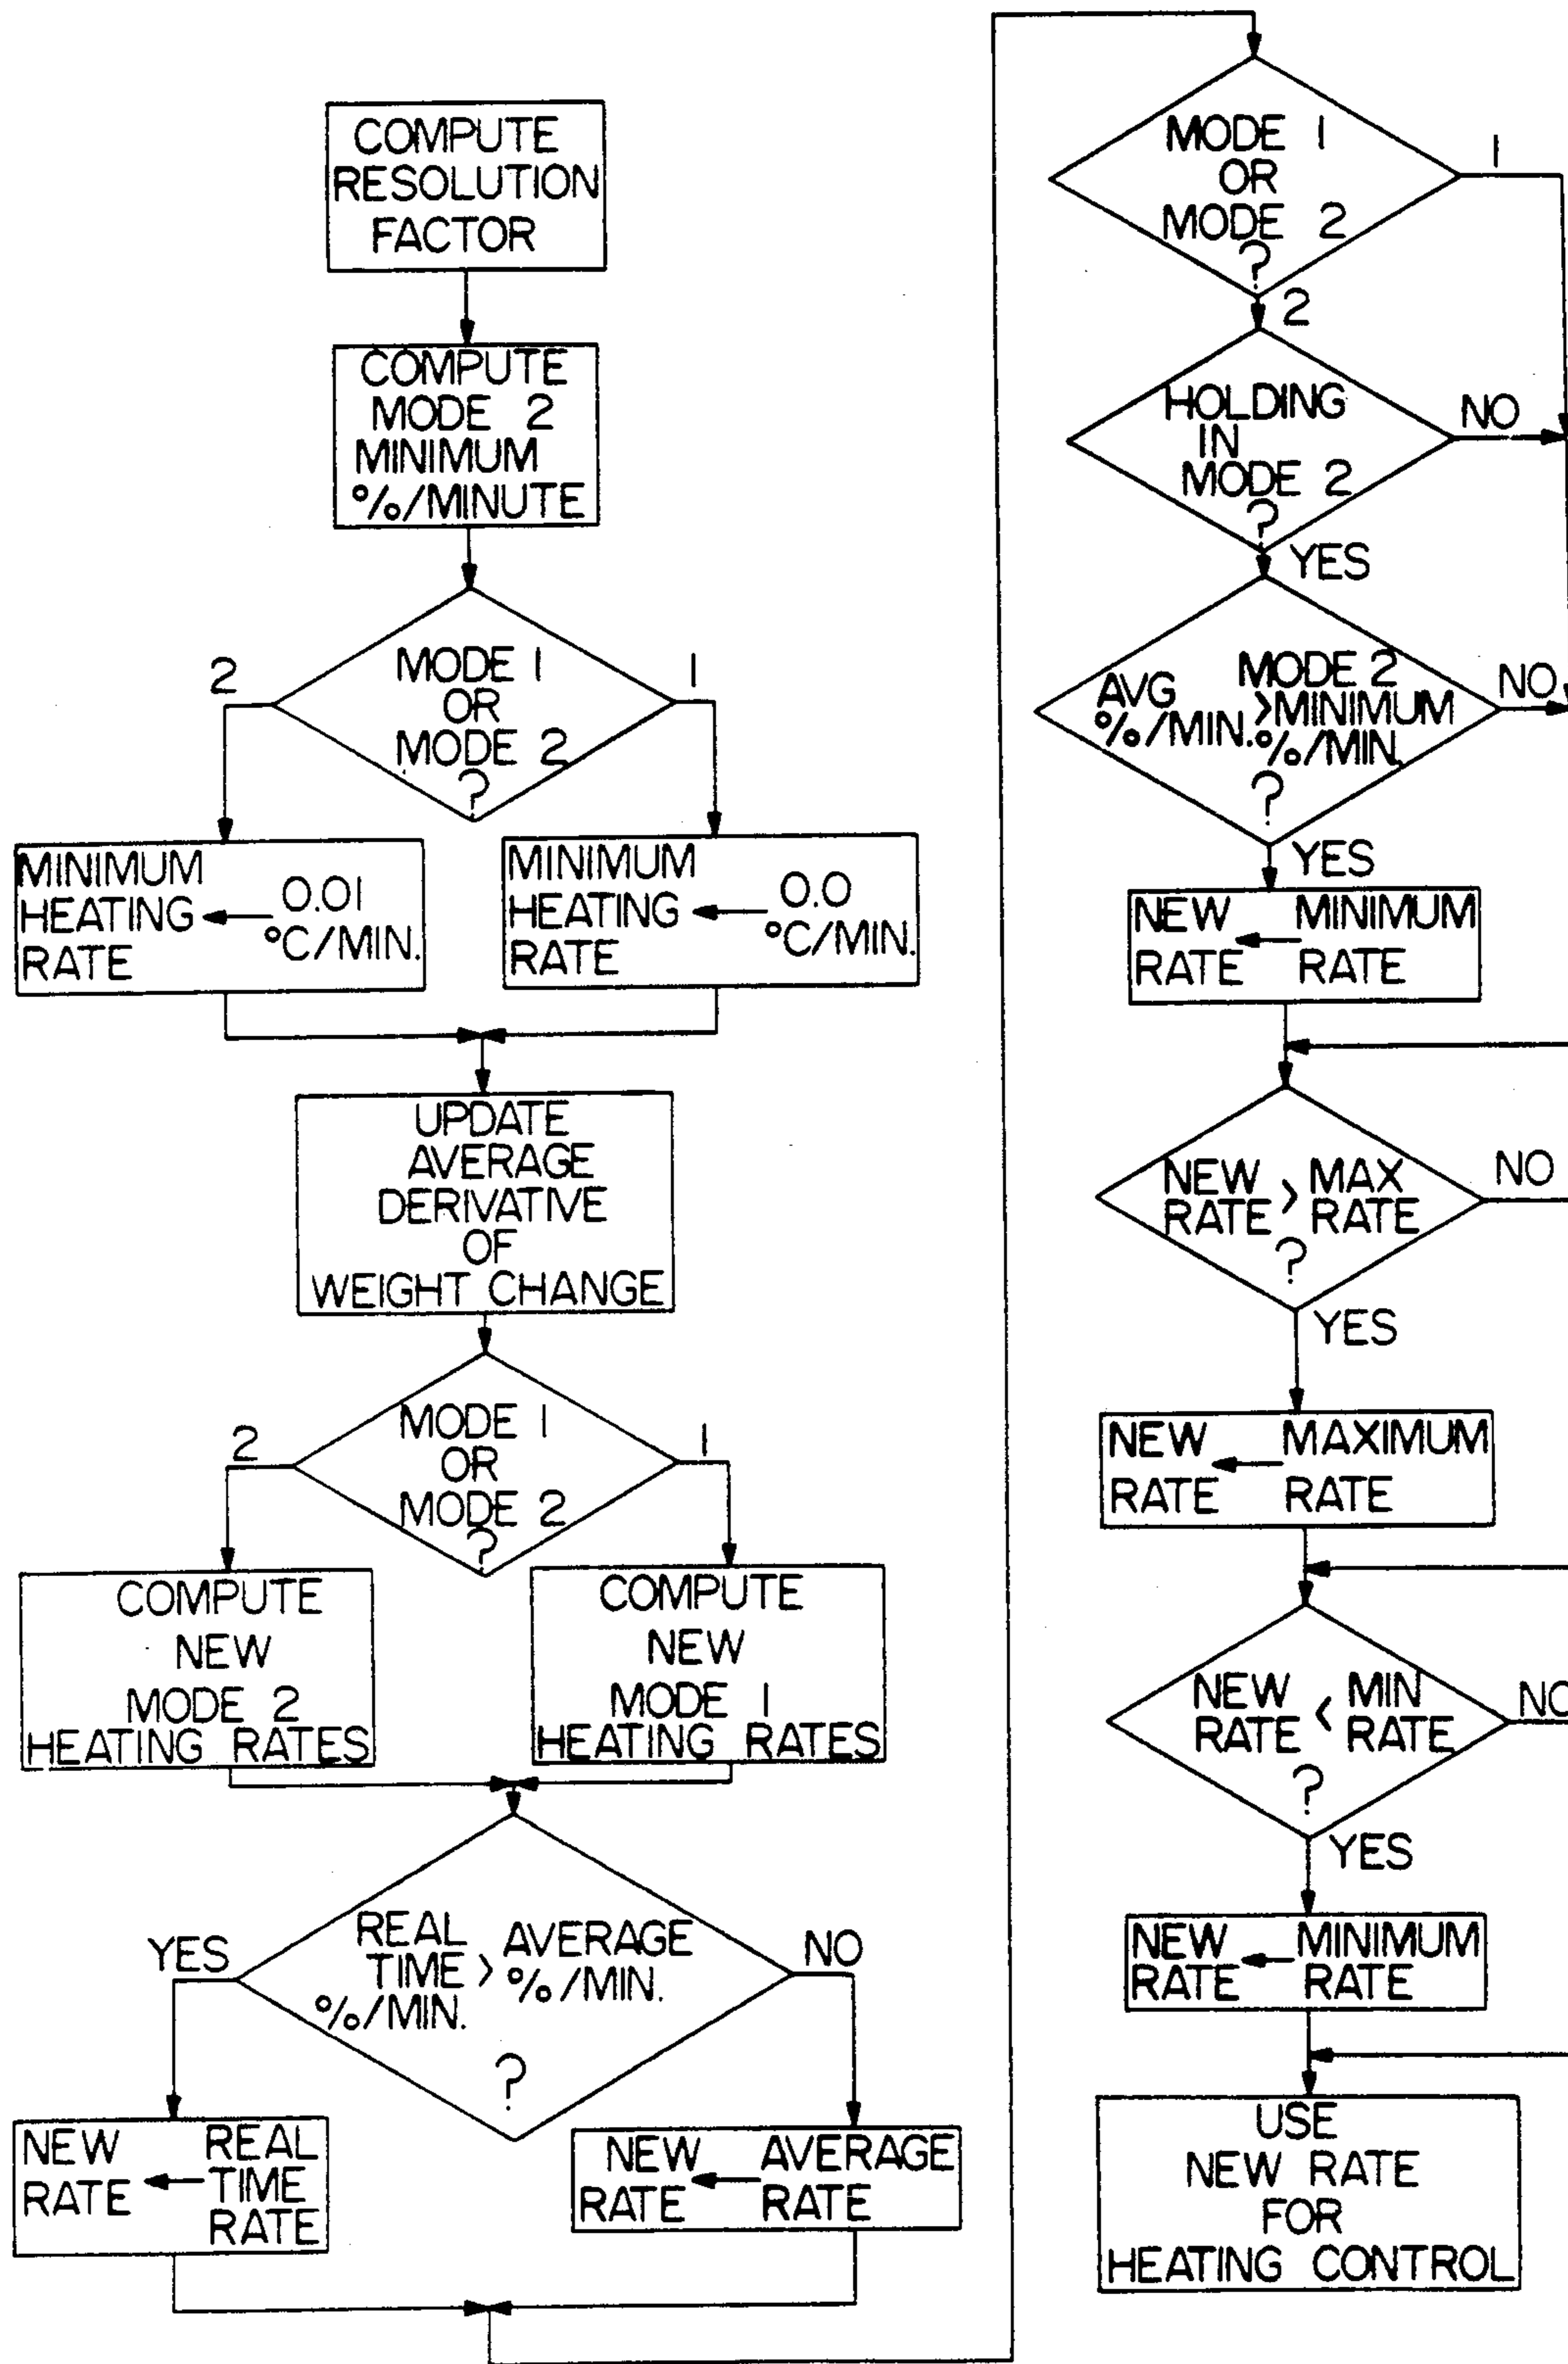 COMPUTE
RESOLUTION
FACTOR
COMPUTE
MODE 2
MINIMUM
%/MINUTE
MODE 1
OR
MODE 2
?
2
1
MINIMUM
HEATING ← 0.01
RATE °C/MIN.
MINIMUM
HEATING ← 0.0
RATE °C/MIN.
UPDATE
AVERAGE
DERIVATIVE
OF
WEIGHT CHANGE
MODE 1
OR
MODE 2
?
2
1
COMPUTE
NEW
MODE 2
HEATING RATES
COMPUTE
NEW
MODE 1
HEATING RATES
REAL
TIME > AVERAGE
%/MIN. %/MIN.
?
YES
NO
NEW REAL
RATE ← TIME
RATE
NEW ← AVERAGE
RATE RATE
MODE 1
OR
MODE 2
?
1
2
HOLDING
IN
MODE 2
?
NO
YES
AVG MODE 2
%/MIN. > MINIMUM
%/MIN.
?
NO
YES
NEW ← MINIMUM
RATE RATE
NEW > MAX
RATE RATE
?
NO
YES
NEW ← MAXIMUM
RATE RATE
NEW < MIN
RATE RATE
?
NO
YES
NEW ← MINIMUM
RATE RATE
USE
NEW RATE
FOR
HEATING CONTROL